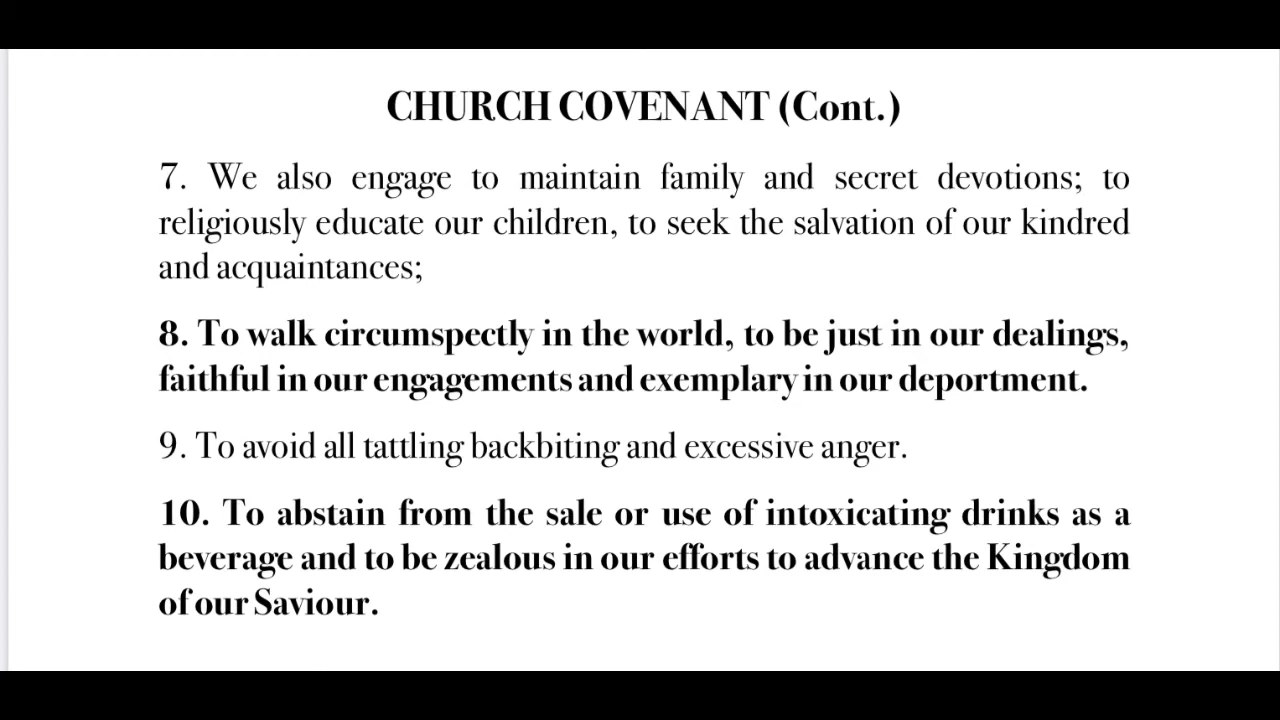 CHURCH COVENANT (Cont.)
7. We also engage to maintain family and secret devotions; to
religiously educate our children, to seek the salvation of our kindred
and acquaintances;
8. To walk circumspectly in the world, to be just in our dealings,
faithful in our engagements and exemplary in our deportment.
9. To avoid all tattling backbiting and excessive anger.
10. To abstain from the sale or use of intoxicating drinks as a
beverage and to be zealous in our efforts to advance the Kingdom
of our Saviour.